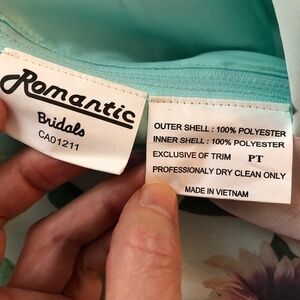 Romantic
Bridals
CA01211
OUTER SHELL : 100% POLYESTER
INNER SHELL : 100% POLYESTER
EXCLUSIVE OF TRIM PT
PROFESSIONALY DRY CLEAN ONLY
MADE IN VIETNAM